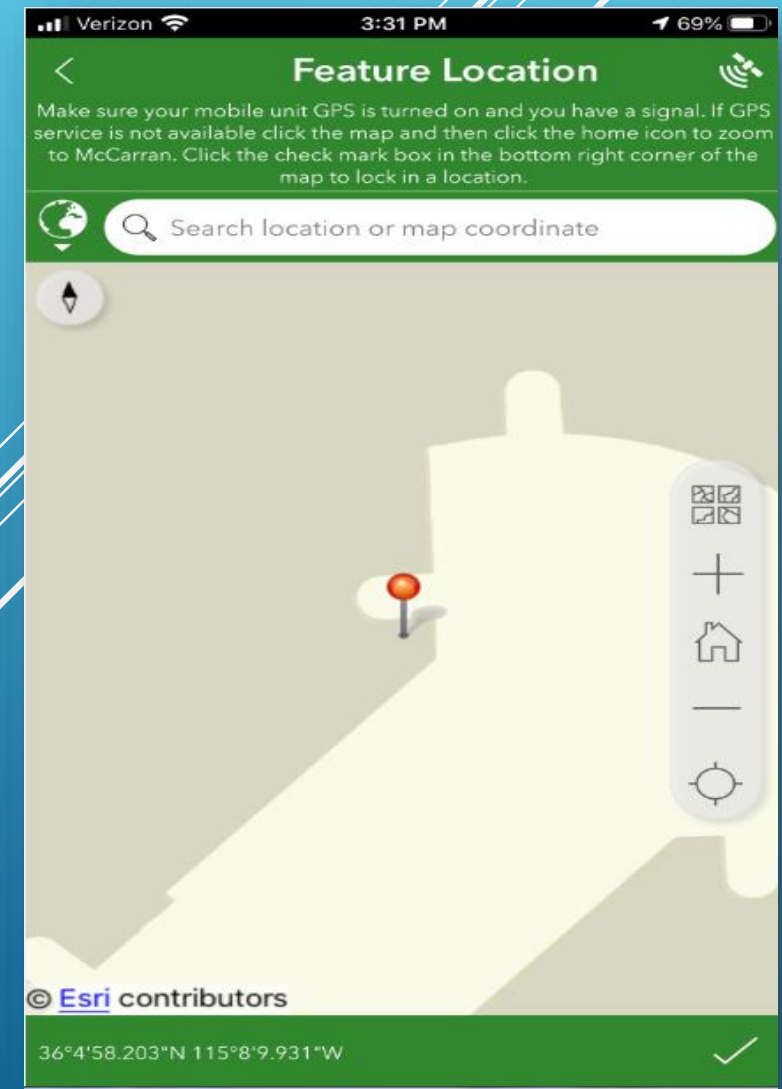 Verizon 3:31 PM 69%
Feature Location
Make sure your mobile unit GPS is turned on and you have a signal. If GPS
service is not available click the map and then click the home icon to zoom
to McCarran. Click the check mark box in the bottom right corner of the
map to lock in a location.
Search location or map coordinate
© Esri contributors
36°4'58.203"N 115°8'9.931"W